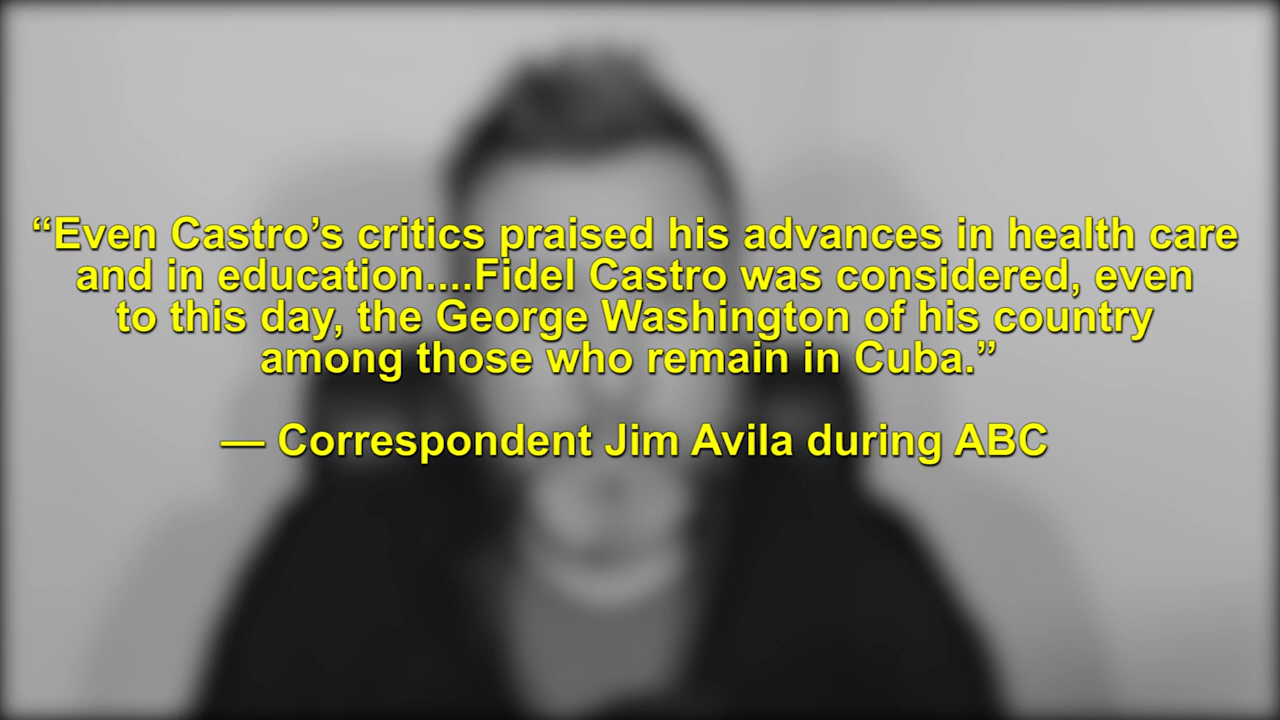 “Even Castro’s critics praised his advances in health care
and in education....Fidel Castro was considered, even
to this day, the George Washington of his country
among those who remain in Cuba.”
— Correspondent Jim Avila during ABC